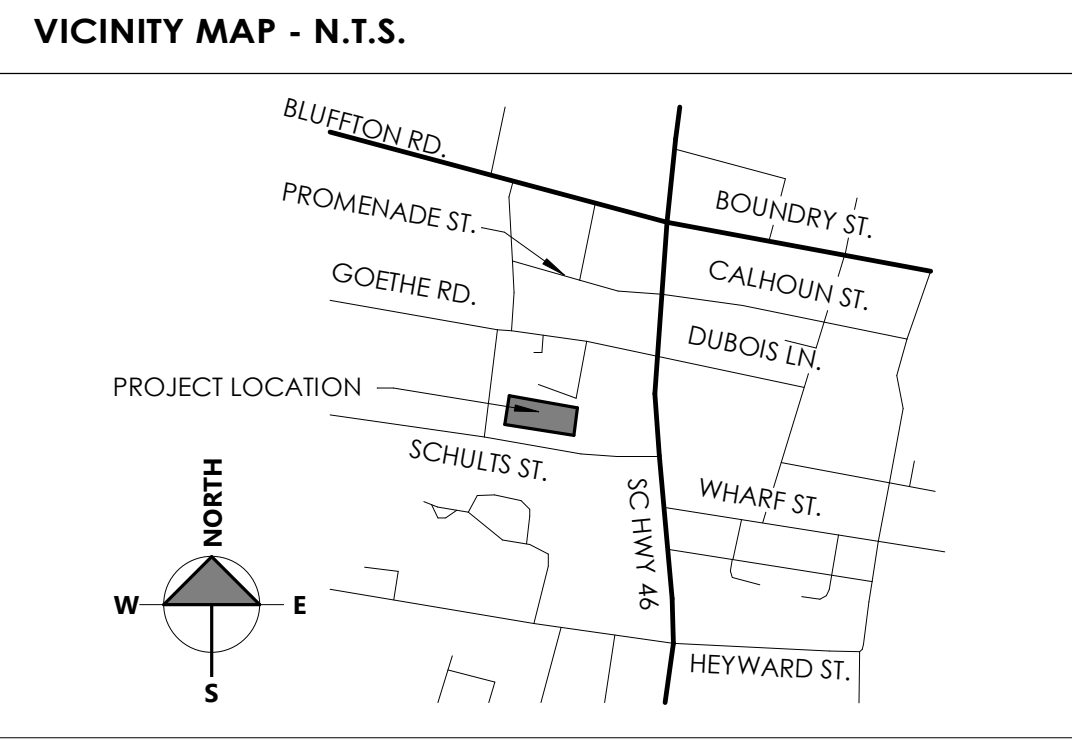 VICINITY MAP - N.T.S.
BLUFFTON RD.
PROMENADE ST.
BOUNDRY ST.
GOETHE RD.
CALHOUN ST.
DUBOIS LN.
PROJECT LOCATION
SCHULTS ST.
WHARF ST.
SC HWY 46
NORTH
W
E
S
HEYWARD ST.